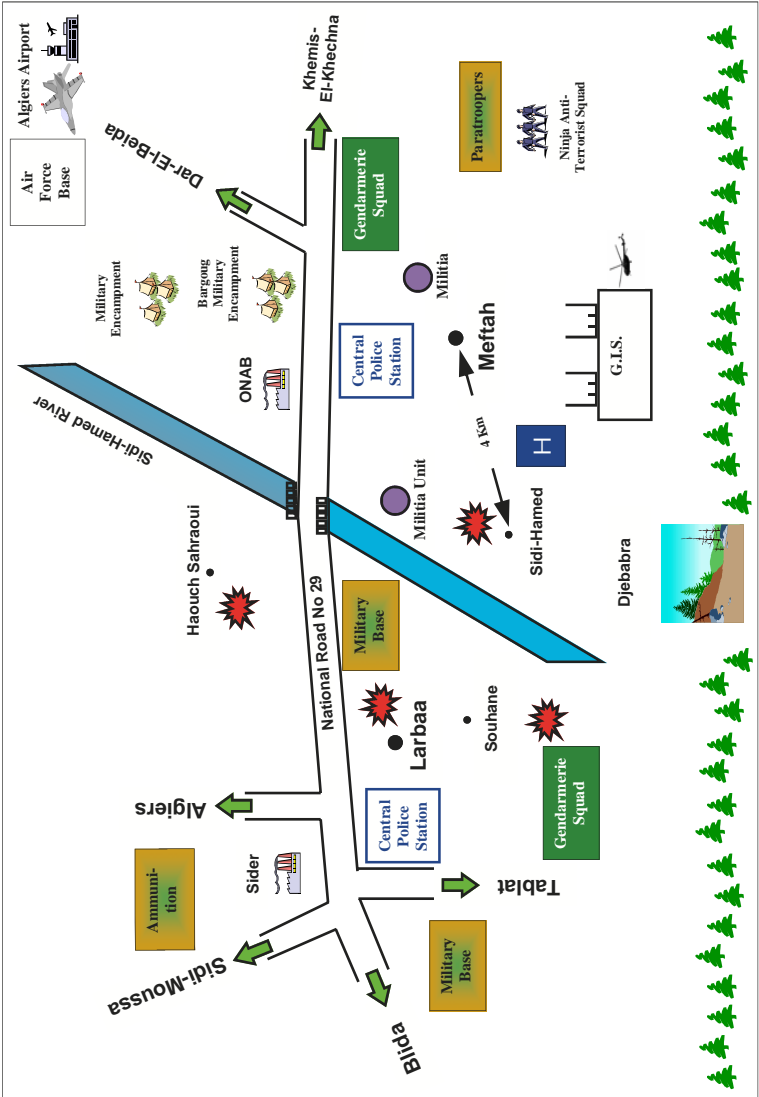 Sidi-Moussa
Ammuni-
tion
Algiers
Sider
Blida
Haouch Sahraoui
Sidi-Hamed River
Military
Encampment
Bargoug
Military
Encampment
ONAB
Dar-El-Beida
Air
Force
Base
Algiers Airport
Khemis-
El-Khechna
National Road No 29
Military
Base
Tablat
Central
Police
Station
Larbaa
Military
Base
Militia Unit
Central
Police
Station
Gendarmerie
Squad
Militia
Souhane
Gendarmerie
Squad
Sidi-Hamed
4 Km
Meftah
H
Paratroopers
Ninja Anti-
Terrorist Squad
G.I.S.
Djebabra